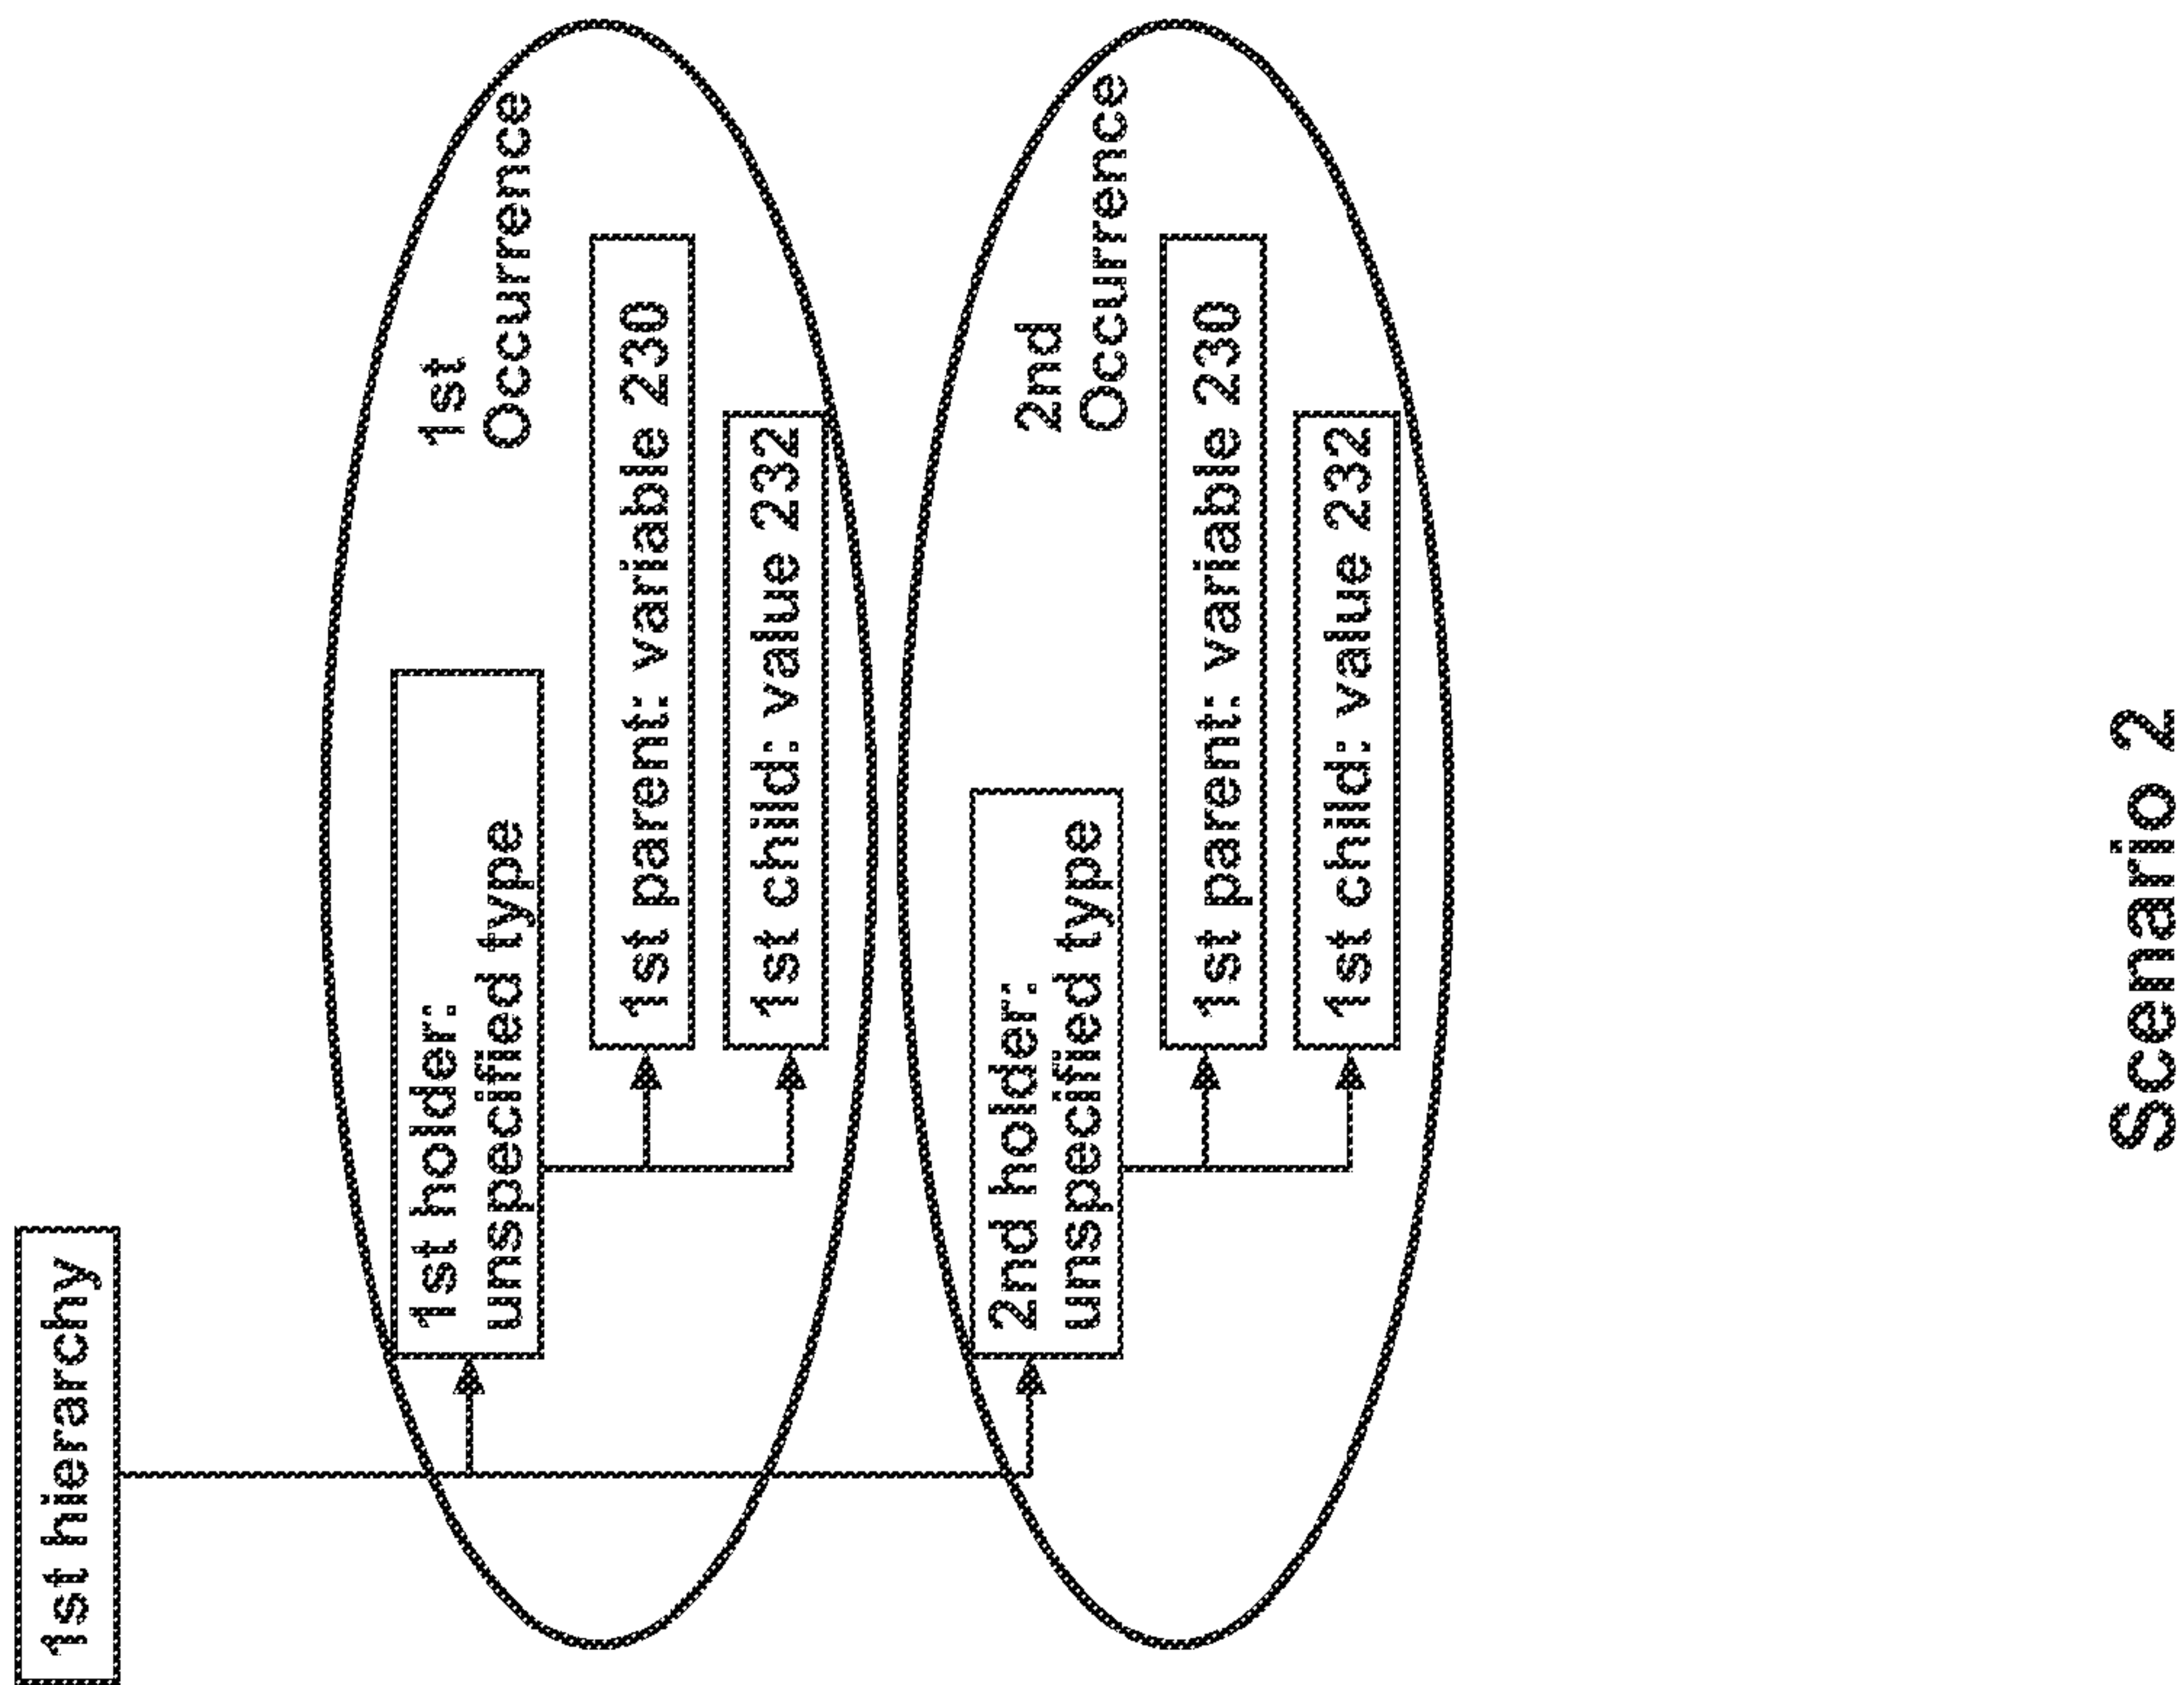 1st hierarchy
1st holder:
unspecified type
1st
Occurrence
1st parent: variable 230
1st child: value 232
2nd holder:
unspecified type
2nd
Occurrence
1st parent: variable 230
1st child: value 232
Scenario 2